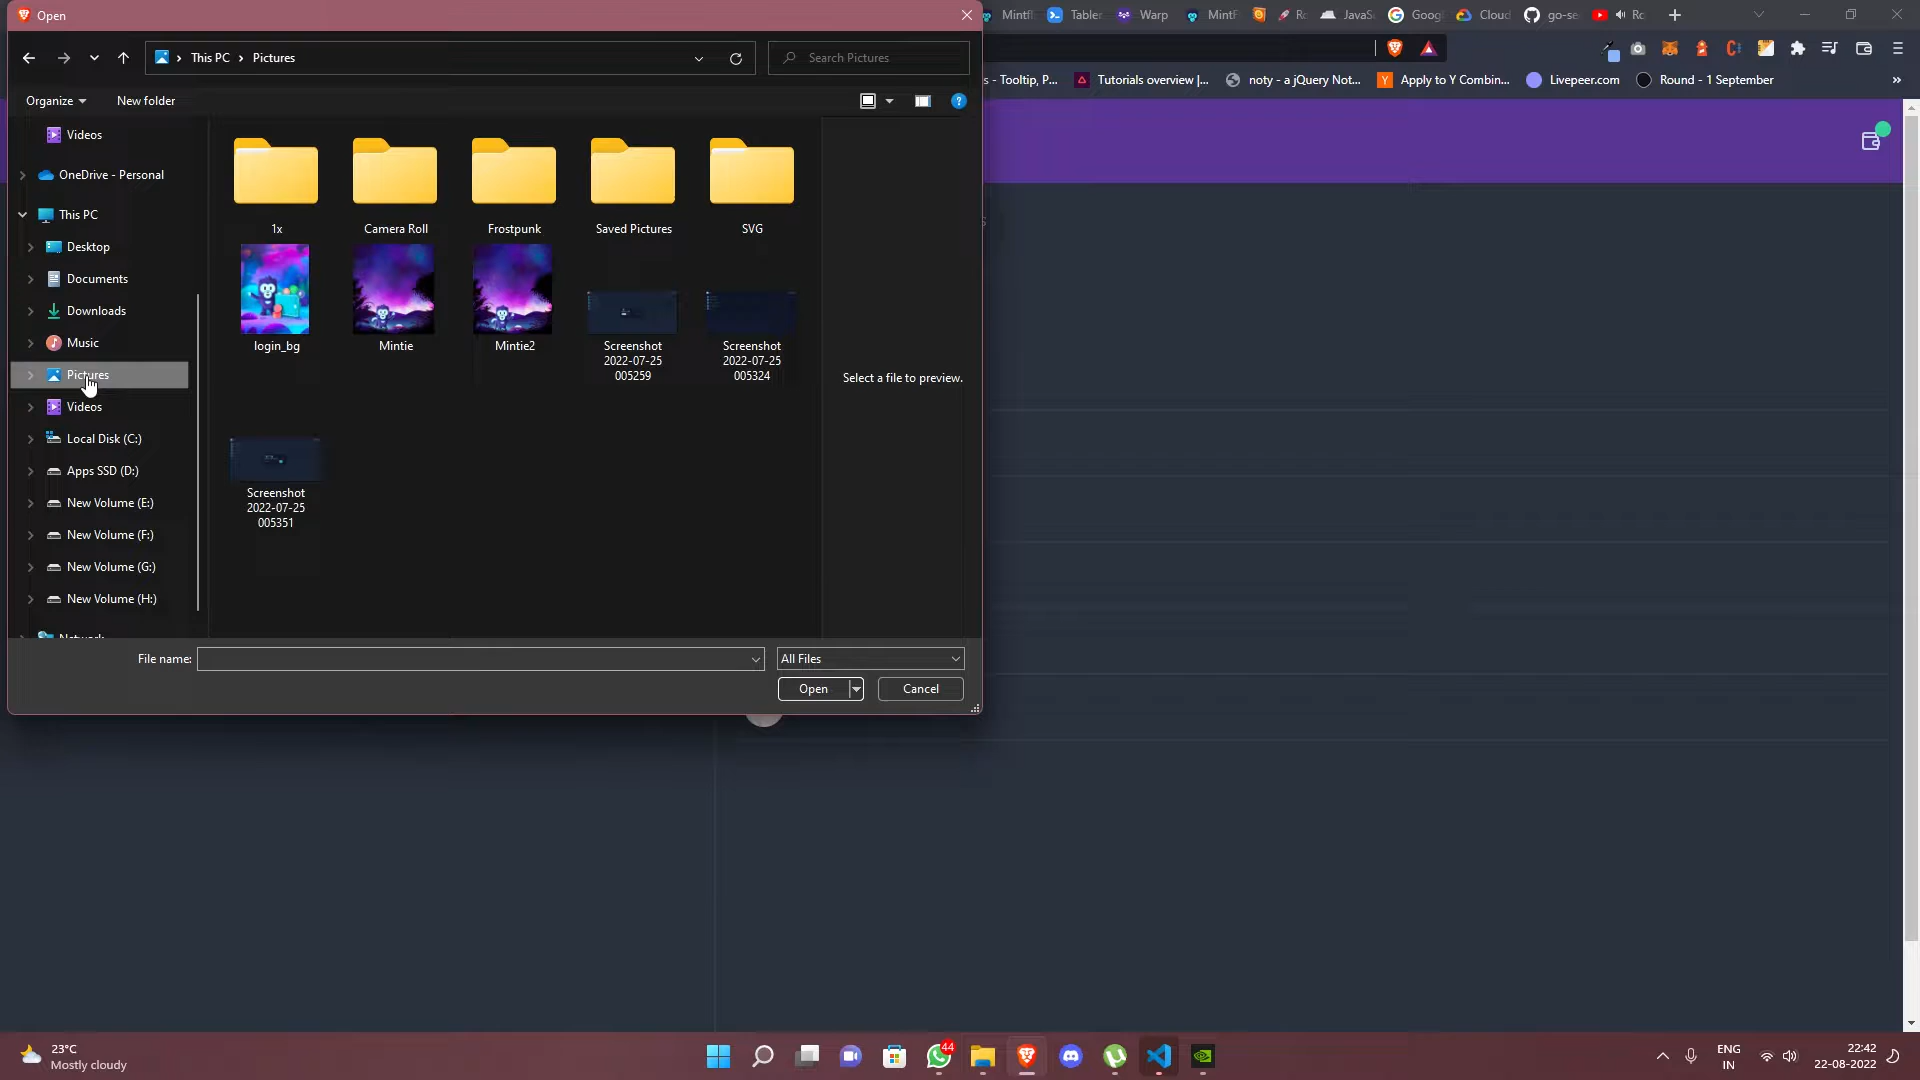 Open
Mintfl
Tabler
Warp
MintF
Ro
JavaSc
Googl
Cloud
go-se
Ro
This PC
Pictures
Search Pictures
- Tooltip, P...
Tutorials overview |...
noty - a jQuery Not...
Apply to Y Combin...
Livepeer.com
Round - 1 September
»
Organize
New folder
Videos
OneDrive - Personal
This PC
Desktop
Documents
Downloads
Music
Pictures
Videos
Local Disk (C:)
Apps SSD (D:)
New Volume (E:)
New Volume (F:)
New Volume (G:)
New Volume (H:)
Network
1x
Camera Roll
Frostpunk
Saved Pictures
SVG
login_bg
Mintie
Mintie2
Screenshot
2022-07-25
005259
Screenshot
2022-07-25
005324
Screenshot
2022-07-25
005351
Select a file to preview.
File name:
All Files
Open
Cancel
23°C
Mostly cloudy
44
ENG
IN
22:42
22-08-2022